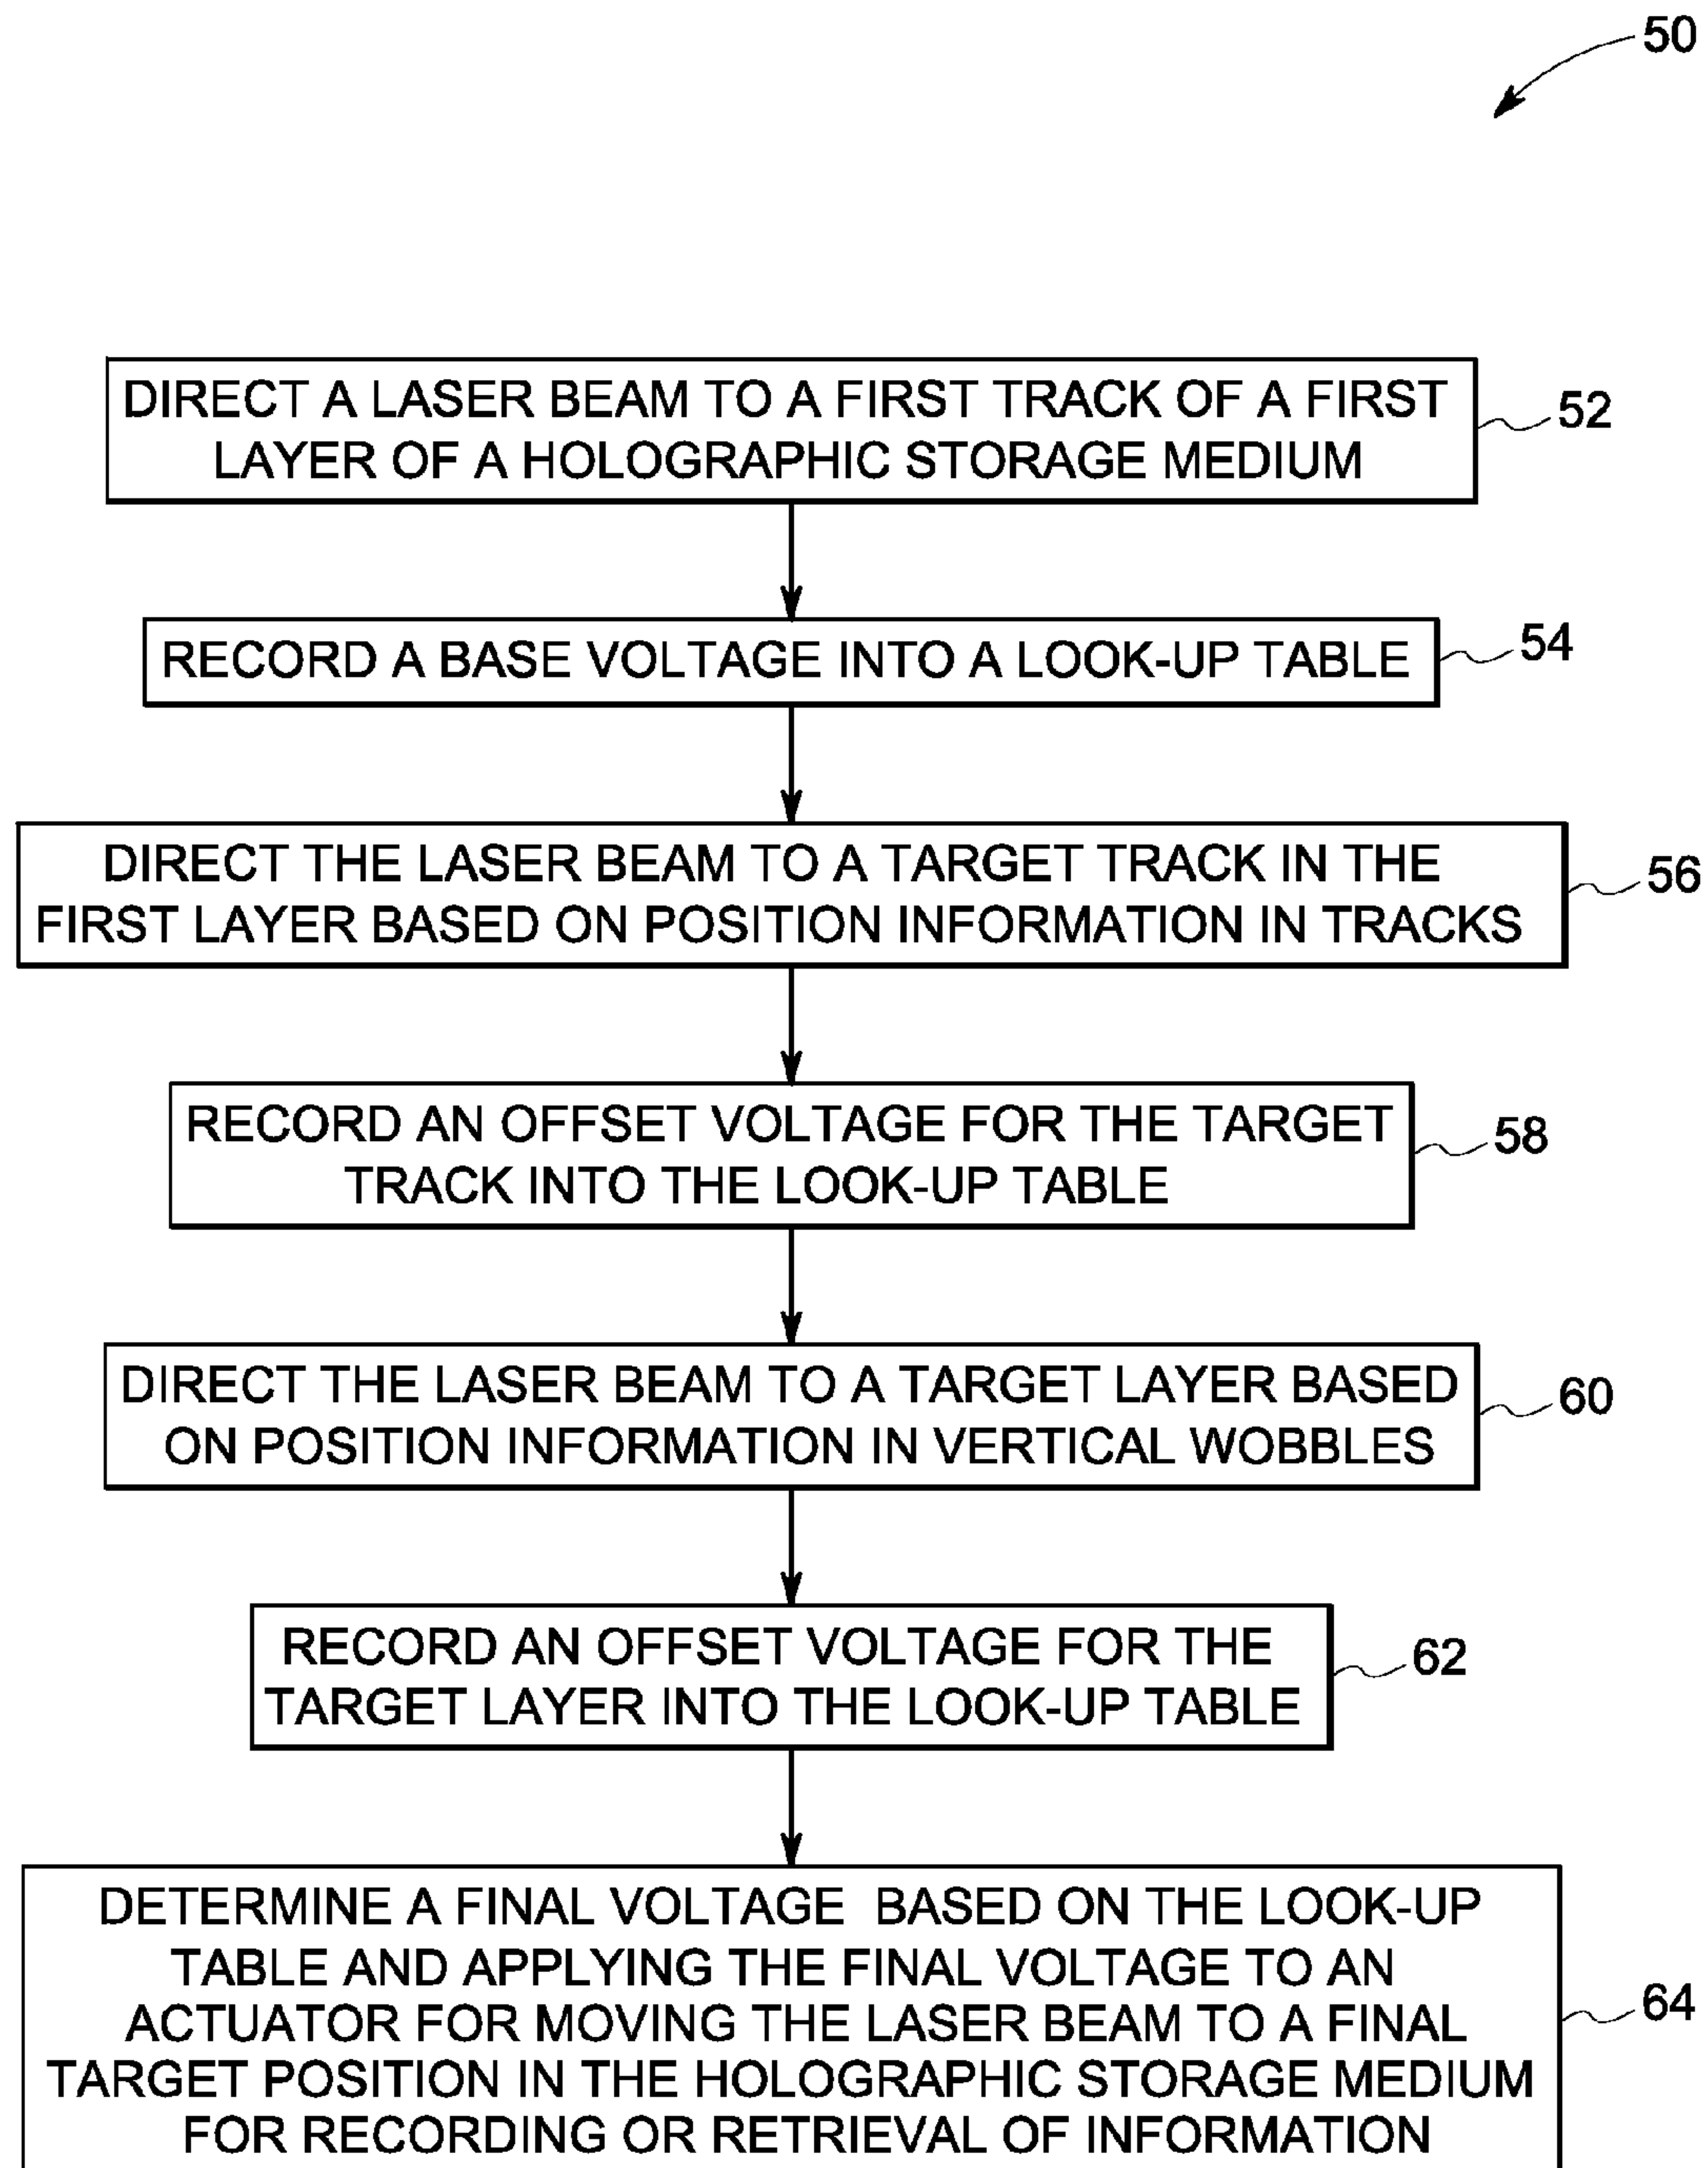 50
DIRECT A LASER BEAM TO A FIRST TRACK OF A FIRST
LAYER OF A HOLOGRAPHIC STORAGE MEDIUM
52
RECORD A BASE VOLTAGE INTO A LOOK-UP TABLE
54
DIRECT THE LASER BEAM TO A TARGET TRACK IN THE
FIRST LAYER BASED ON POSITION INFORMATION IN TRACKS
56
RECORD AN OFFSET VOLTAGE FOR THE TARGET
TRACK INTO THE LOOK-UP TABLE
58
DIRECT THE LASER BEAM TO A TARGET LAYER BASED
ON POSITION INFORMATION IN VERTICAL WOBBLES
60
RECORD AN OFFSET VOLTAGE FOR THE
TARGET LAYER INTO THE LOOK-UP TABLE
62
DETERMINE A FINAL VOLTAGE BASED ON THE LOOK-UP
TABLE AND APPLYING THE FINAL VOLTAGE TO AN
ACTUATOR FOR MOVING THE LASER BEAM TO A FINAL
TARGET POSITION IN THE HOLOGRAPHIC STORAGE MEDIUM
FOR RECORDING OR RETRIEVAL OF INFORMATION
64